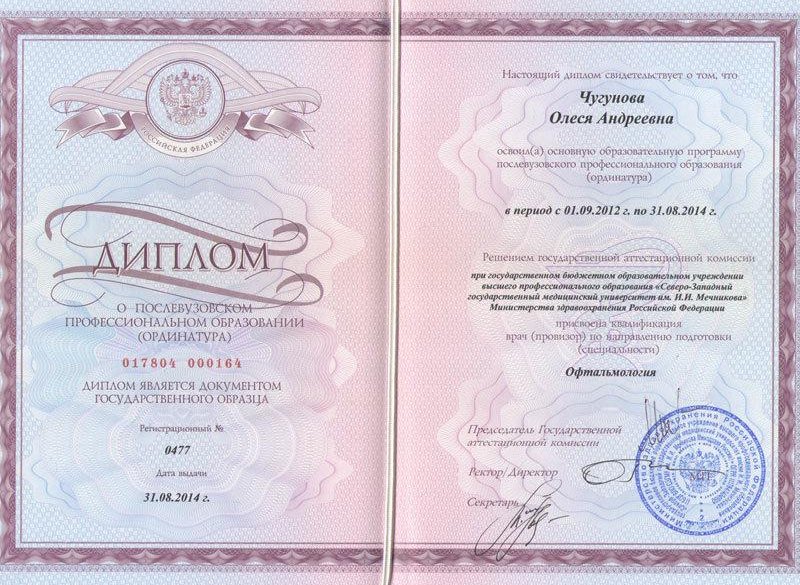 РОССИЙСКАЯ ФЕДЕРАЦИЯ
ДИПЛОМ
О ПОСЛЕВУЗОВСКОМ
ПРОФЕССИОНАЛЬНОМ ОБРАЗОВАНИИ
(ОРДИНАТУРА)
017804 000164
ДИПЛОМ ЯВЛЯЕТСЯ ДОКУМЕНТОМ
ГОСУДАРСТВЕННОГО ОБРАЗЦА
Регистрационный №
0477
Дата выдачи
31.08.2014 г.
Настоящий диплом свидетельствует о том, что
Чугунова
Олеся Андреевна
освоил(а) основную образовательную программу
послевузовского профессионального образования
(ординатура)
в период с 01.09.2012 г. по 31.08.2014 г.
Решением государственной аттестационной комиссии
при государственном бюджетном образовательном учреждении
высшего профессионального образования «Северо-Западный
государственный медицинский университет им. И.И. Мечникова»
Министерства здравоохранения Российской Федерации
присвоена квалификация
врач (провизор) по направлению подготовки
(специальности)
Офтальмология
Председатель Государственной
аттестационной комиссии
Ректор/Директор
М.П.
Секретарь